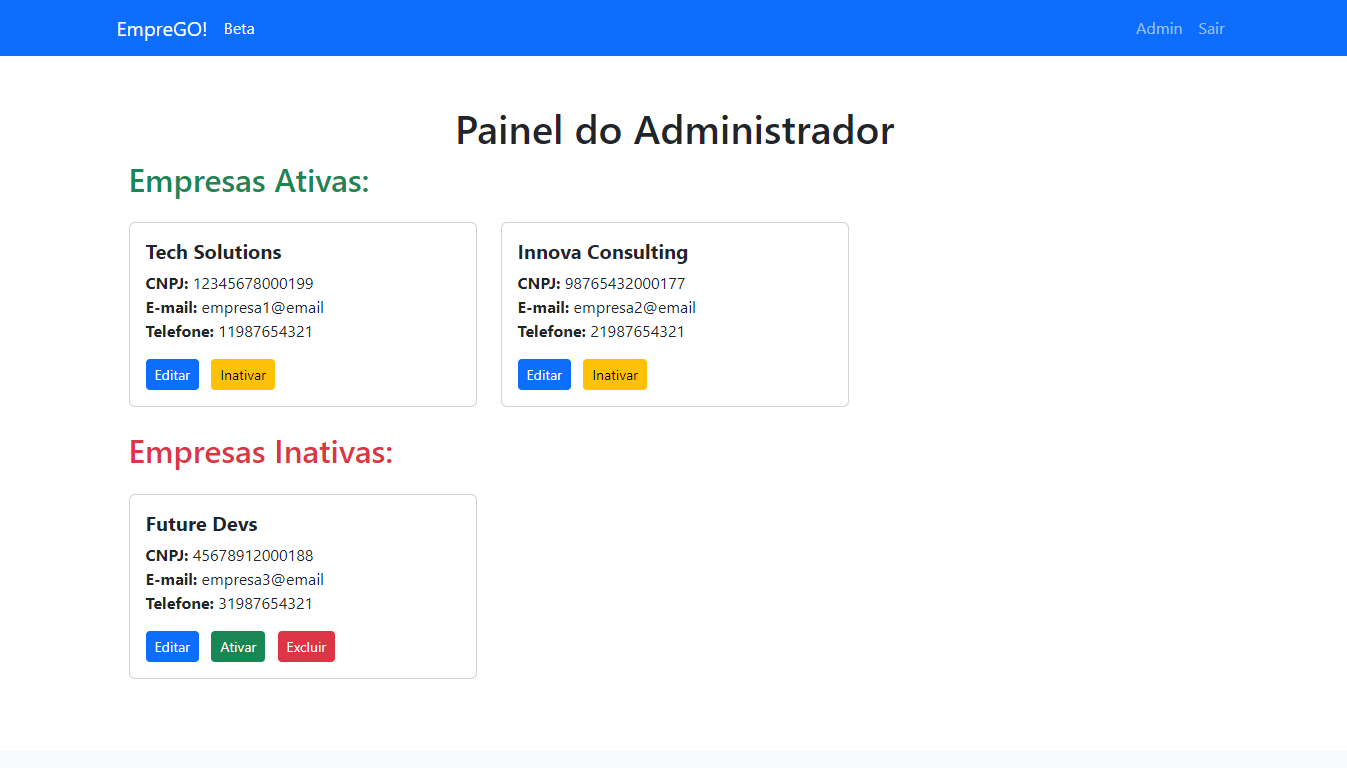 EmpreGO! Beta Admin Sair
Painel do Administrador
Empresas Ativas:
Tech Solutions
CNPJ: 12345678000199
E-mail: empresa1@email
Telefone: 11987654321
Editar Inativar
Innova Consulting
CNPJ: 98765432000177
E-mail: empresa2@email
Telefone: 21987654321
Editar Inativar
Empresas Inativas:
Future Devs
CNPJ: 45678912000188
E-mail: empresa3@email
Telefone: 31987654321
Editar Ativar Excluir